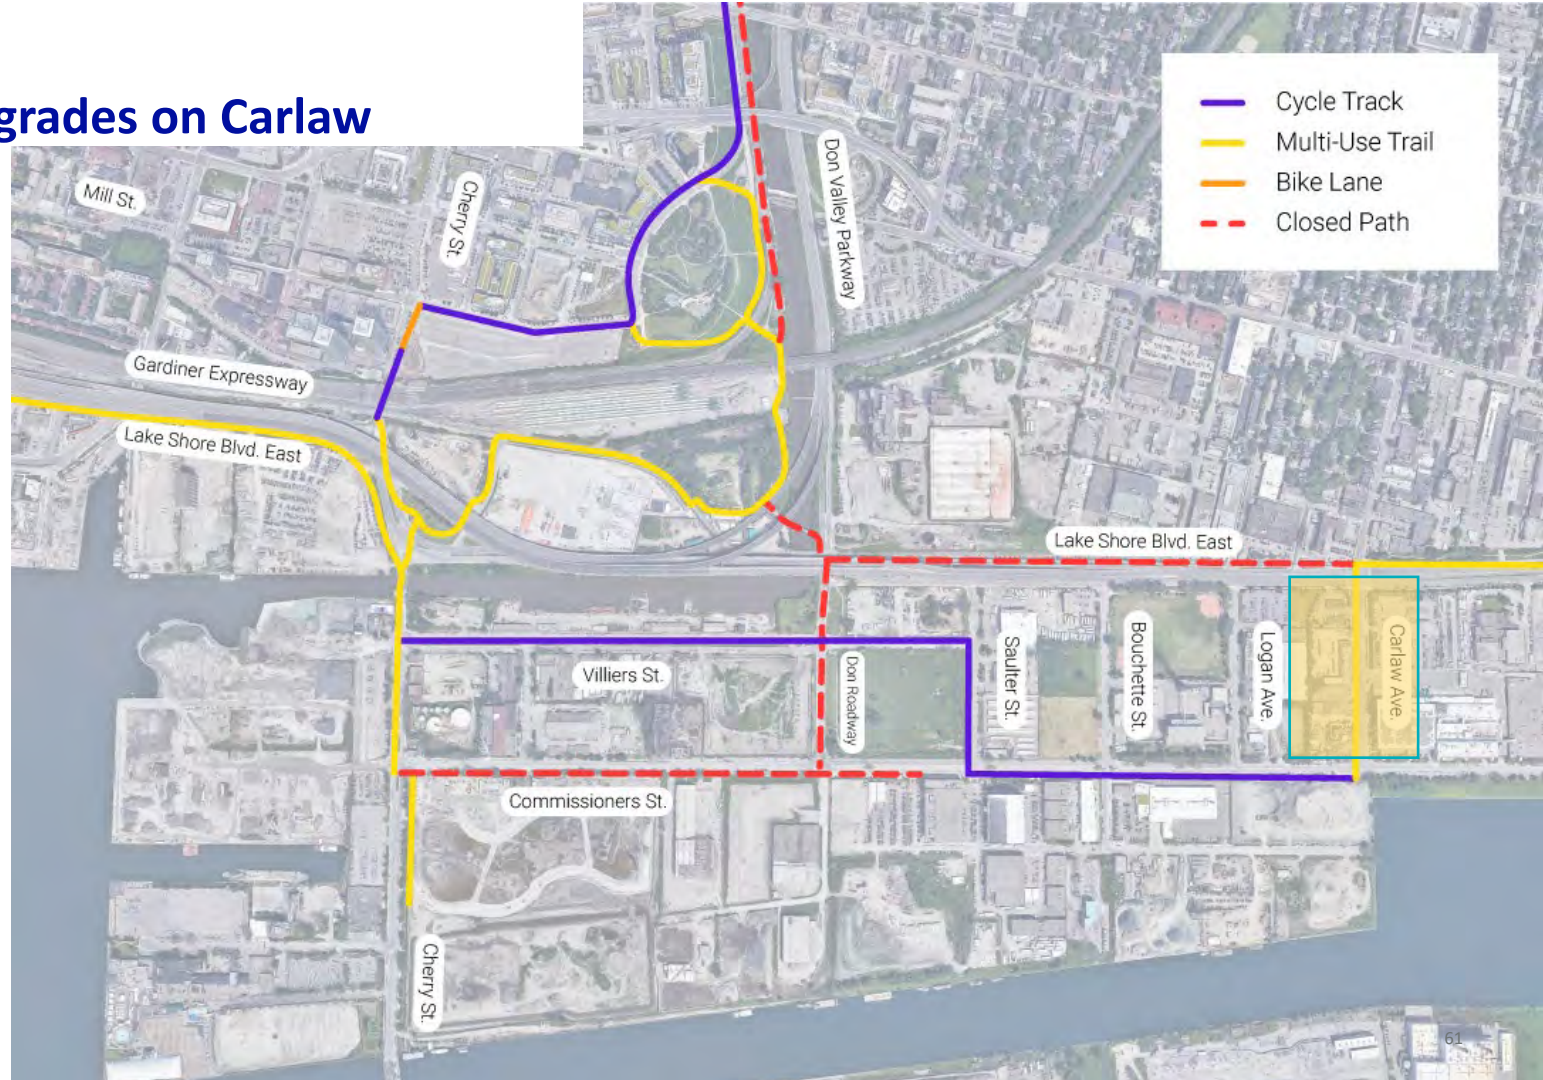 grades on Carlaw
Cycle Track
Multi-Use Trail
Bike Lane
Closed Path
Mill St.
Cherry St.
Don Valley Parkway
Gardiner Expressway
Lake Shore Blvd. East
Lake Shore Blvd. East
Villiers St.
Don Roadway
Saulter St.
Bouchette St.
Logan Ave.
Carlaw Ave.
Commissioners St.
Cherry St.
61